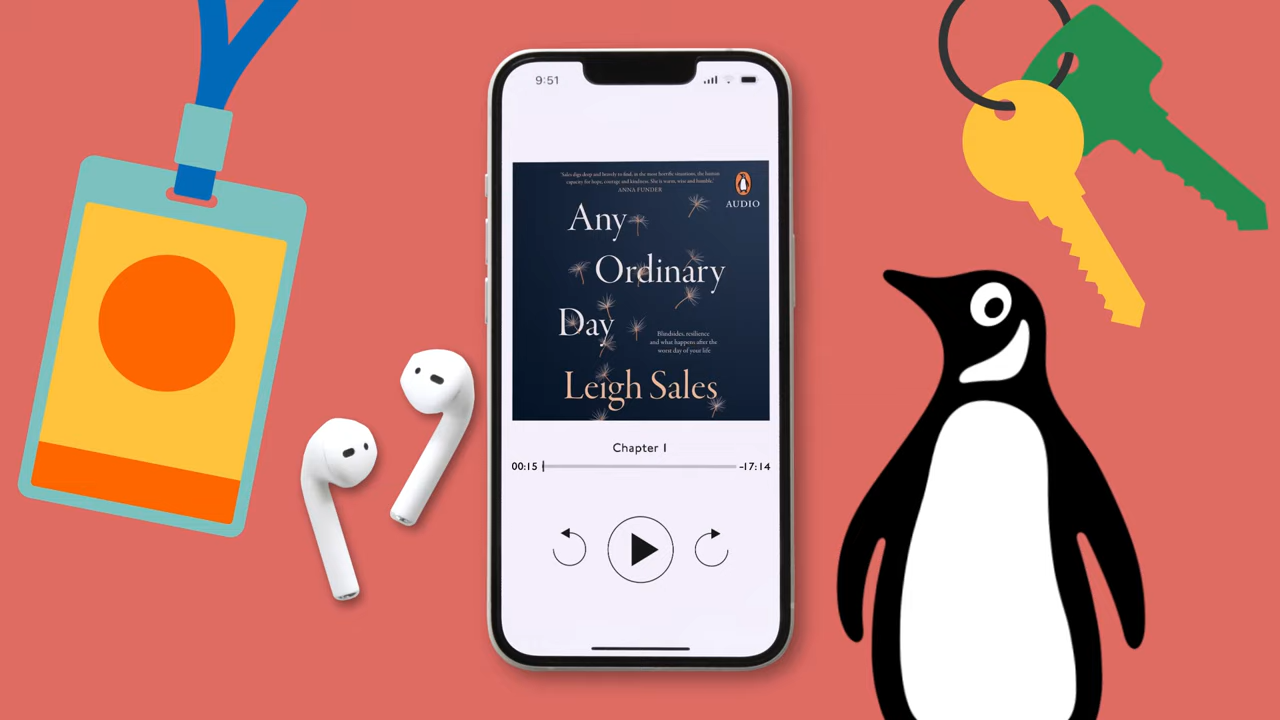 9:51
'Sales digs deep and bravely to find, in the most horrific situations, the human
capacity for hope, courage and kindness. She is warm, wise and humble.'
ANNA FUNDER
AUDIO
Any
Ordinary
Day
Blindsides, resilience
and what happens after the
worst day of your life
Leigh Sales
Chapter 1
00:15
-17:14